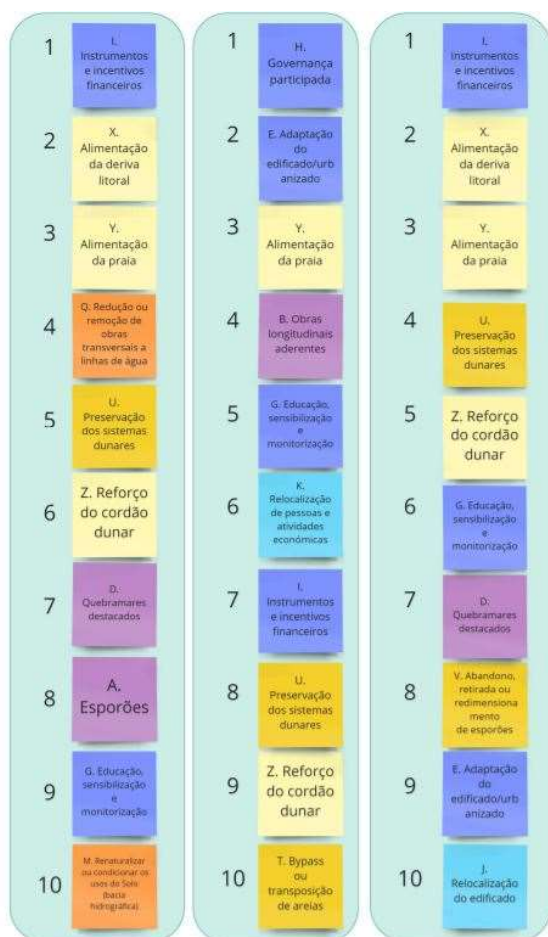 1
I.
Instrumentos
e incentivos
financeiros
2
X.
Alimentação
da deriva
litoral
3
Y.
Alimentação
da praia
4
Q. Redução ou
remoção de
obras
transversais a
linhas de água
5
U.
Preservação
dos sistemas
dunares
6
Z. Reforço
do cordão
dunar
7
D.
Quebramares
destacados
8
A.
Esporões
9
G. Educação,
sensibilização
e
monitorização
10
M. Renaturalizar
ou condicionar os
usos do Solo
(bacia
hidrográfica)
1
H.
Governança
participada
2
E. Adaptação
do
edificado/urb
anizado
3
Y.
Alimentação
da praia
4
B. Obras
longitudinais
aderentes
5
G. Educação,
sensibilização
e
monitorização
6
K.
Relocalização
de pessoas e
atividades
económicas
7
I.
Instrumentos
e incentivos
financeiros
8
U.
Preservação
dos sistemas
dunares
9
Z. Reforço
do cordão
dunar
10
T. Bypass
ou
transposição
de areias
1
I.
Instrumentos
e incentivos
financeiros
2
X.
Alimentação
da deriva
litoral
3
Y.
Alimentação
da praia
4
U.
Preservação
dos sistemas
dunares
5
Z. Reforço
do cordão
dunar
6
G. Educação,
sensibilização
e
monitorização
7
D.
Quebramares
destacados
8
V. Abandono,
retirada ou
redimensiona
mento
de esporões
9
E. Adaptação
do
edificado/urb
anizado
10
J.
Relocalização
do edificado